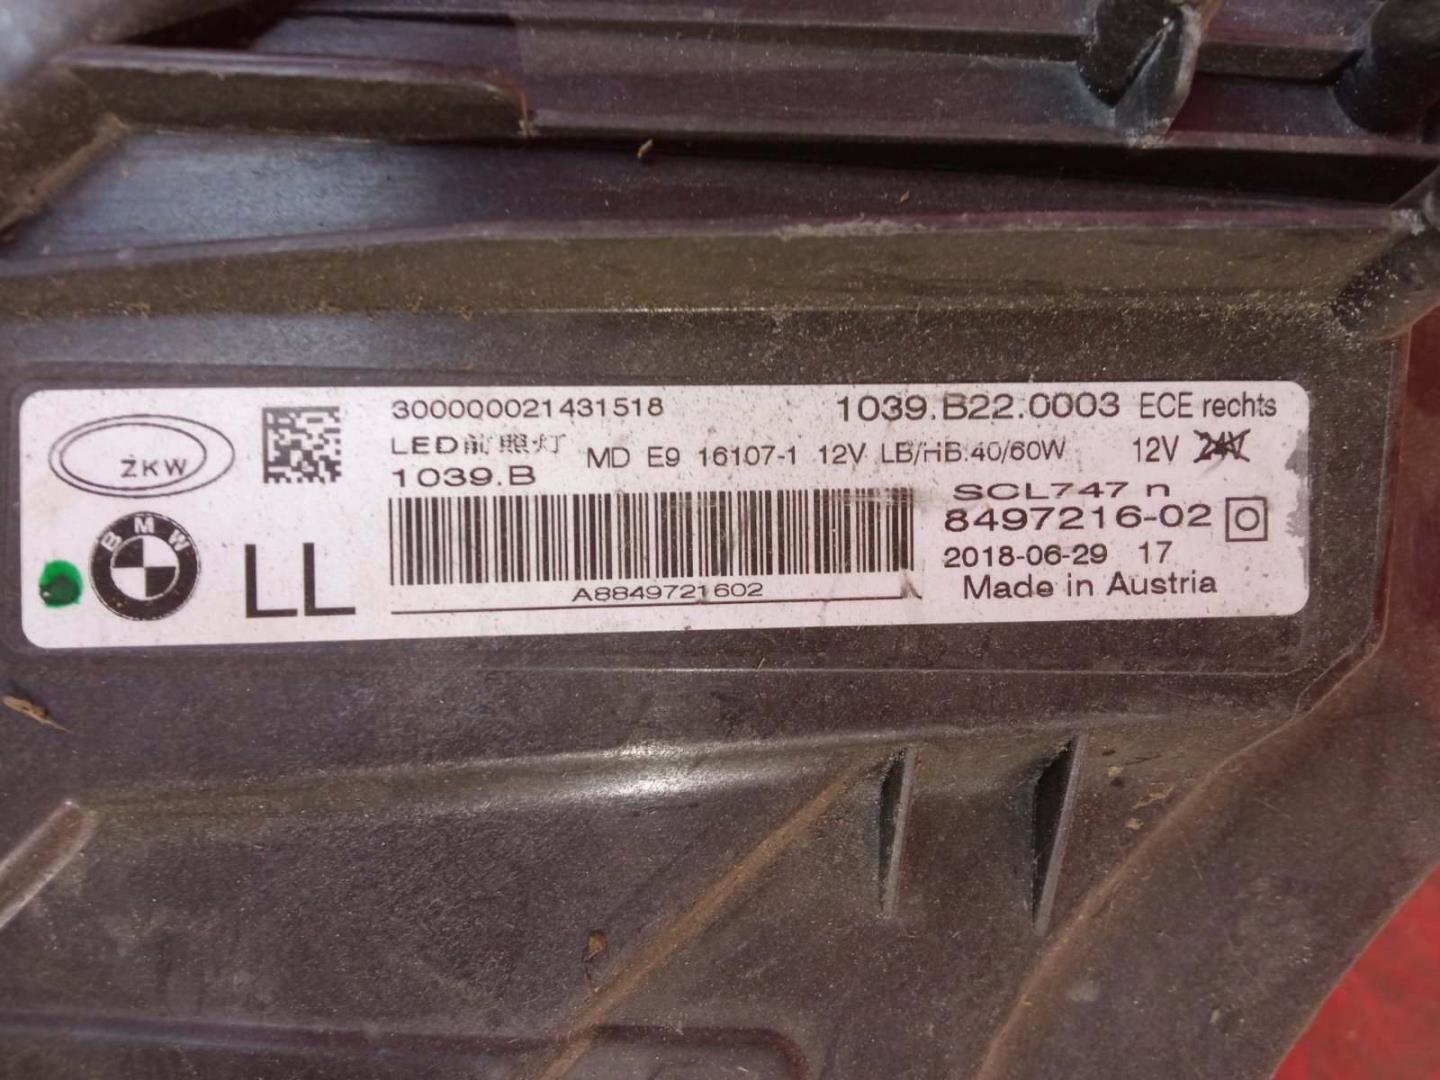 300000021431518
1039.B22.0003 ECE rechts
LED前照灯 MD E9 16107-1 12V LB/HB:40/60W 12V 24V
ZKW
1039.B
SCL747 n
8497216-02
BMW
LL
2018-06-29 17
A8849721602
Made in Austria